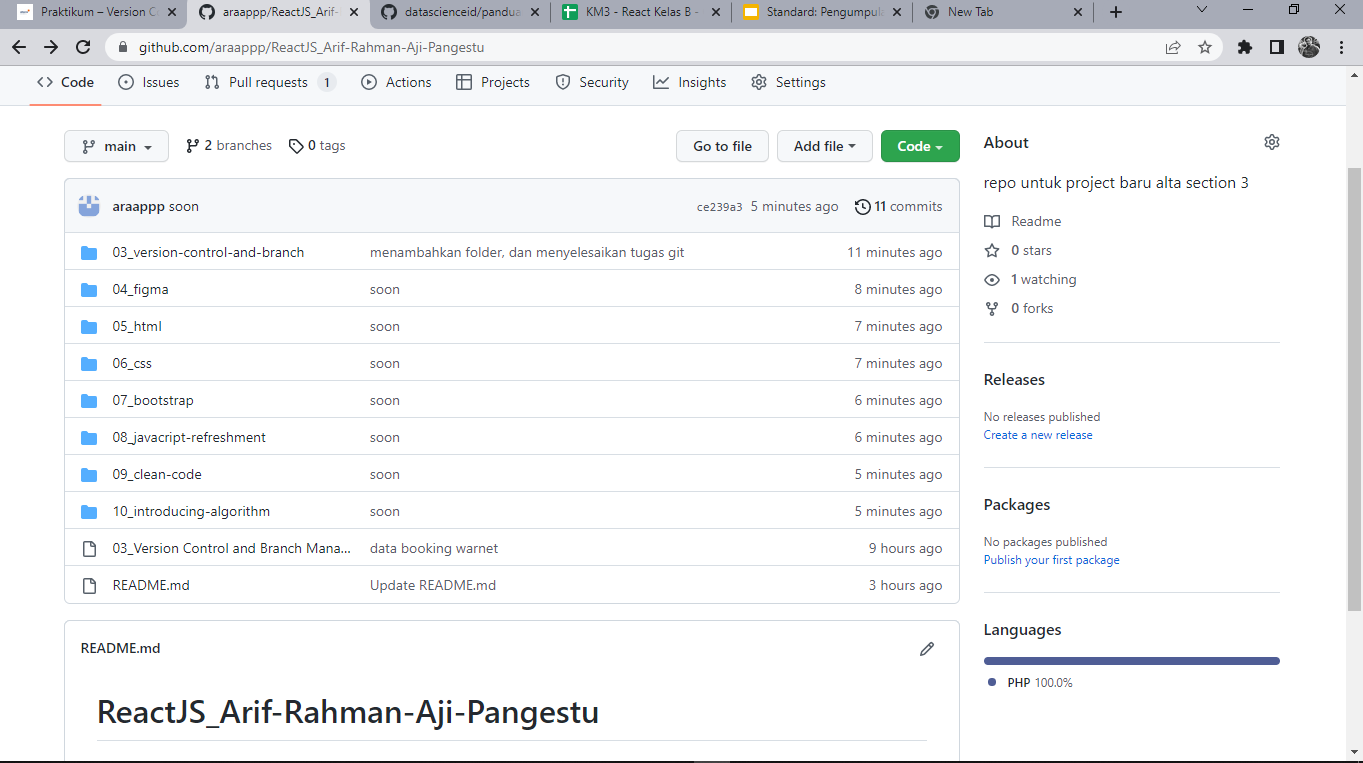 Praktikum – Version C
araappp/ReactJS_Arif-
datascienceid/pandua
KM3 - React Kelas B -
Standard: Pengumpul
New Tab
github.com/araappp/ReactJS_Arif-Rahman-Aji-Pangestu
Code Issues Pull requests 1 Actions Projects Security Insights Settings
main 2 branches 0 tags Go to file Add file Code
araappp soon ce239a3 5 minutes ago 11 commits
03_version-control-and-branch menambahkan folder, dan menyelesaikan tugas git 11 minutes ago
04_figma soon 8 minutes ago
05_html soon 7 minutes ago
06_css soon 7 minutes ago
07_bootstrap soon 6 minutes ago
08_javacript-refreshment soon 6 minutes ago
09_clean-code soon 5 minutes ago
10_introducing-algorithm soon 5 minutes ago
03_Version Control and Branch Mana... data booking warnet 9 hours ago
README.md Update README.md 3 hours ago
README.md
ReactJS_Arif-Rahman-Aji-Pangestu
About
repo untuk project baru alta section 3
Readme
0 stars
1 watching
0 forks
Releases
No releases published
Create a new release
Packages
No packages published
Publish your first package
Languages
PHP 100.0%